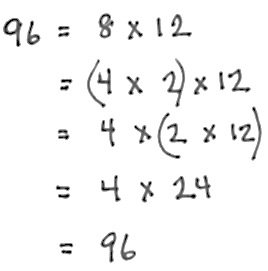 96 = 8 × 12
= (4 × 2) × 12
= 4 × (2 × 12)
= 4 × 24
= 96